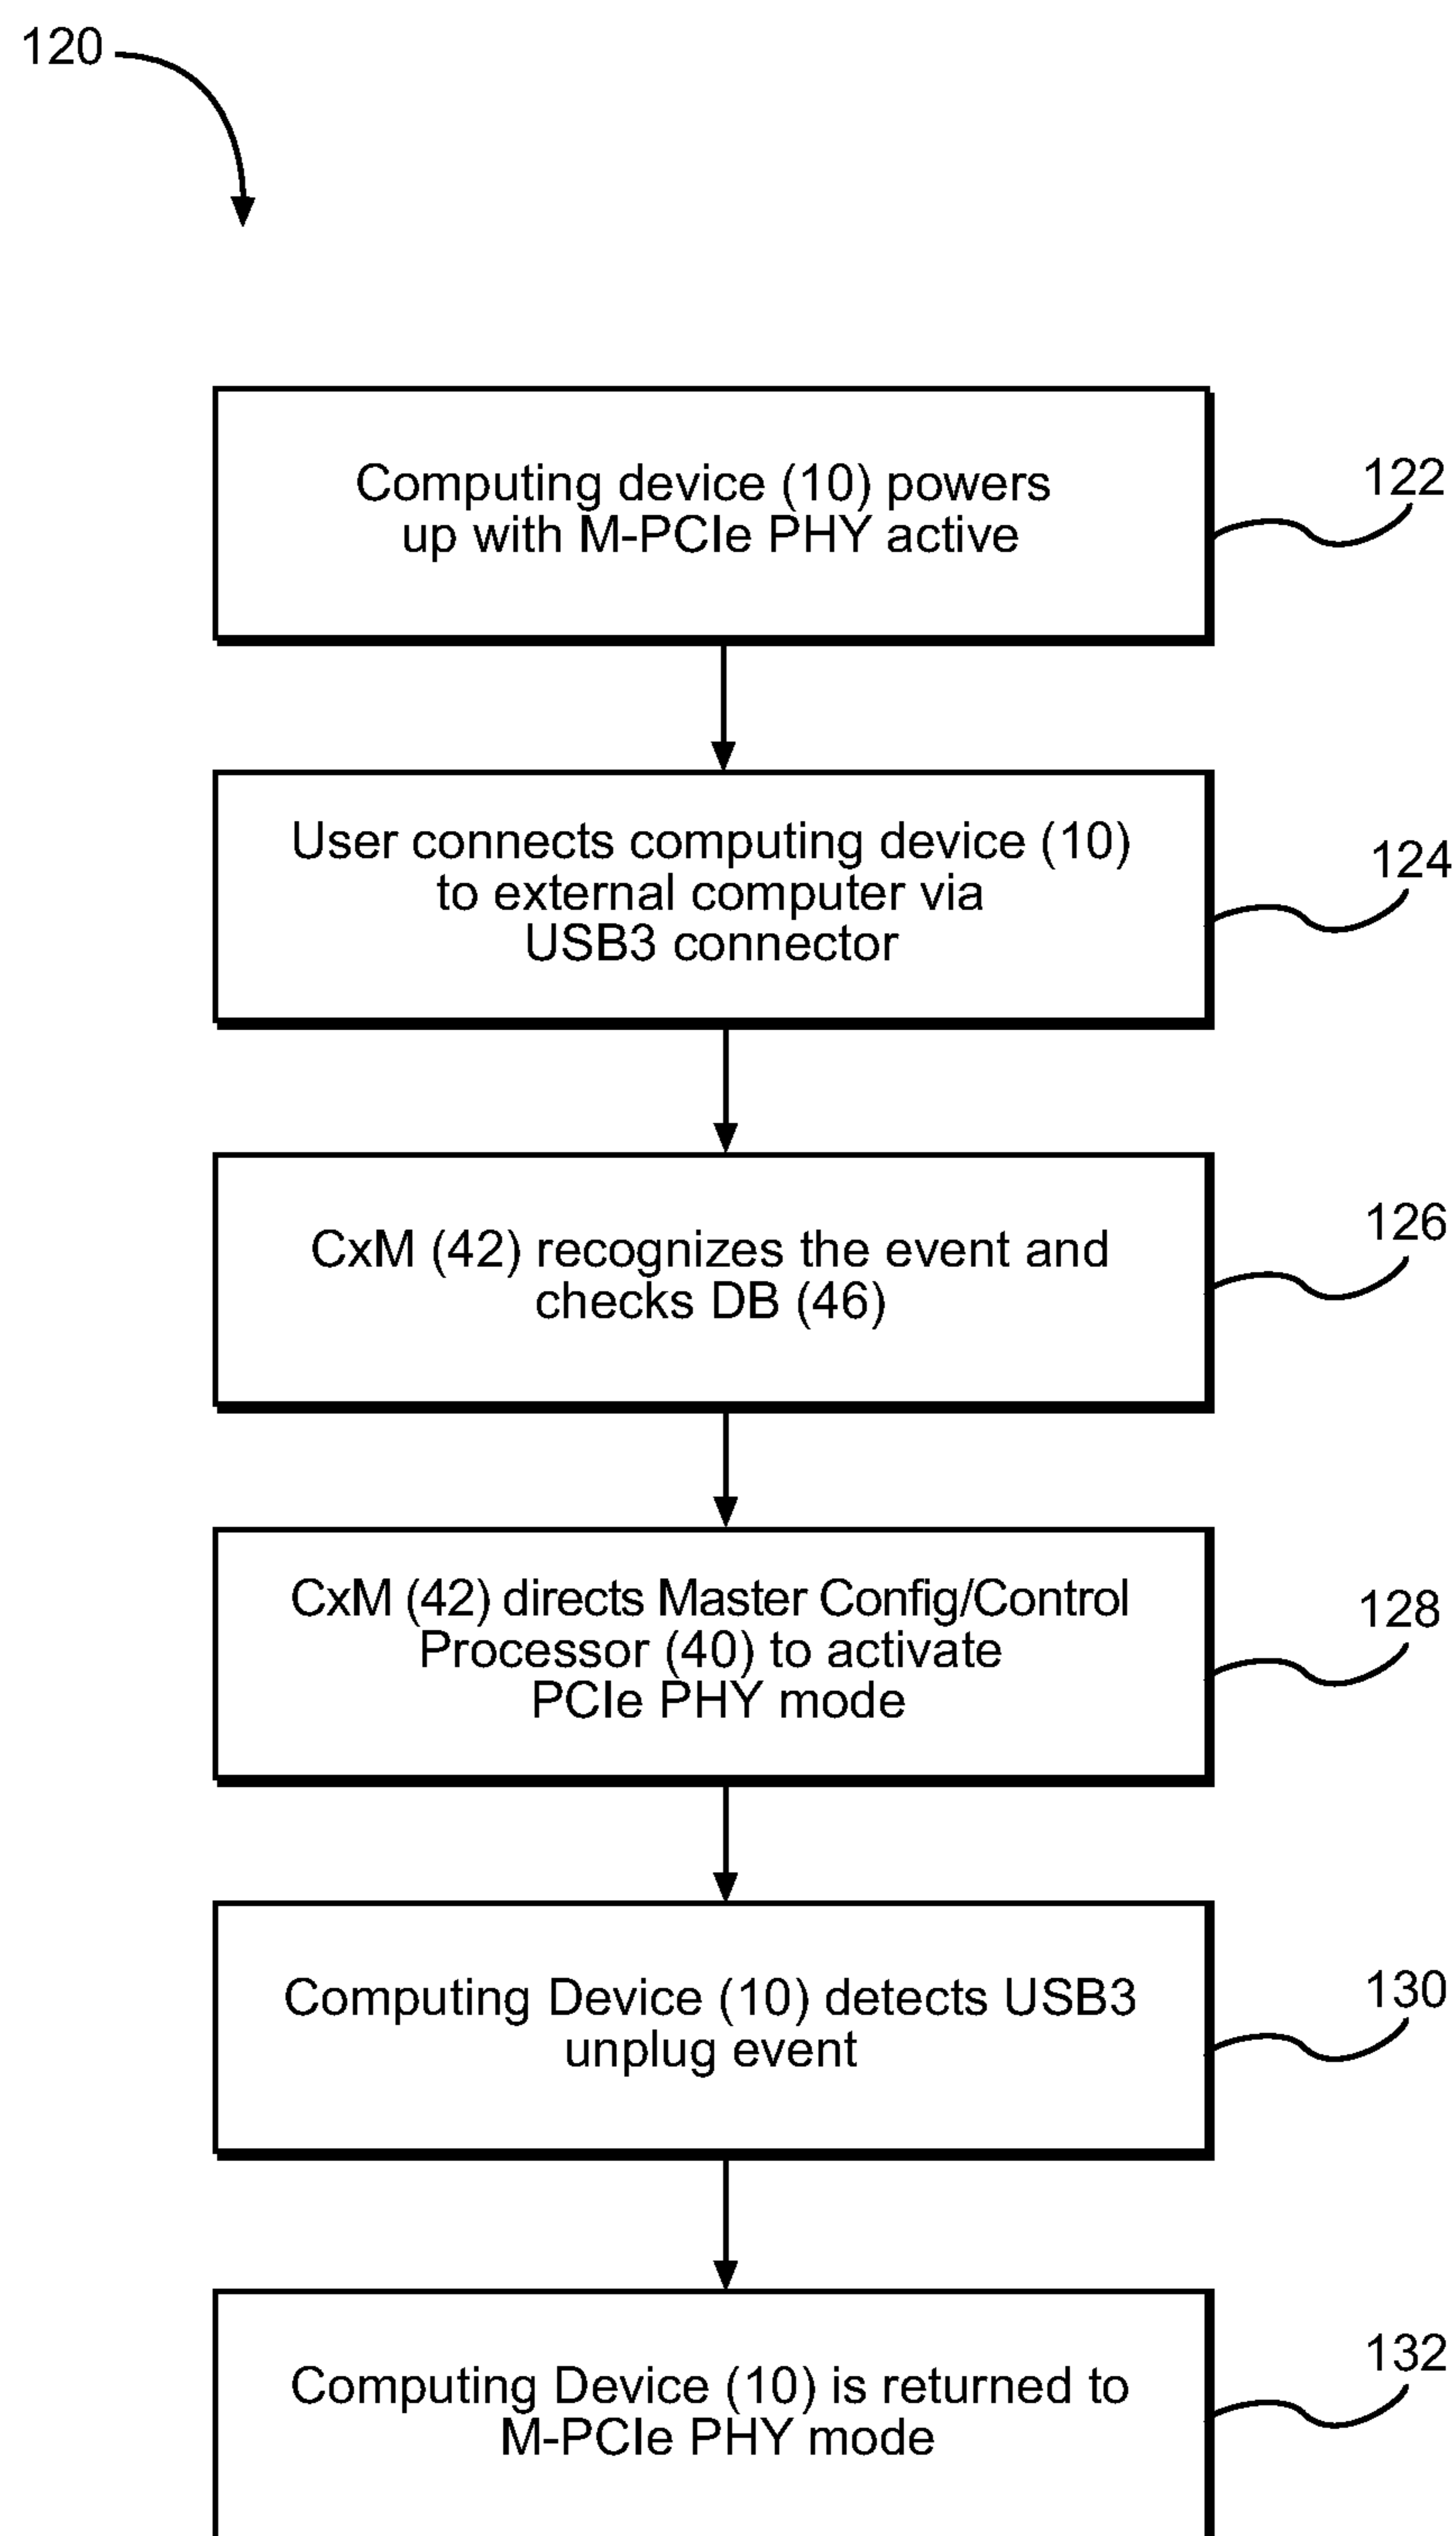 120
Computing device (10) powers
up with M-PCIe PHY active
122
User connects computing device (10)
to external computer via
USB3 connector
124
CxM (42) recognizes the event and
checks DB (46)
126
CxM (42) directs Master Config/Control
Processor (40) to activate
PCIe PHY mode
128
Computing Device (10) detects USB3
unplug event
130
Computing Device (10) is returned to
M-PCIe PHY mode
132